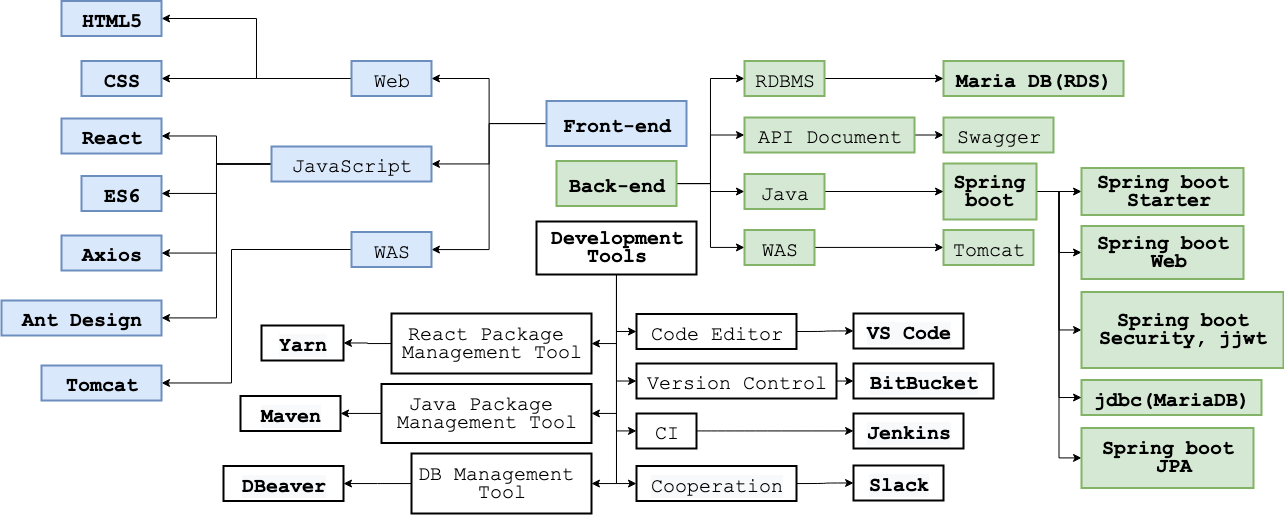 HTML5
CSS
Web
React
JavaScript
ES6
Axios
WAS
Ant Design
Tomcat
Front-end
Back-end
RDBMS
Maria DB(RDS)
API Document
Swagger
Java
Spring
boot
WAS
Tomcat
Spring boot
Starter
Spring boot
Web
Spring boot
Security, jjwt
jdbc(MariaDB)
Spring boot
JPA
Development
Tools
React Package
Management Tool
Yarn
Java Package
Management Tool
Maven
DB Management
Tool
DBeaver
Code Editor
VS Code
Version Control
BitBucket
CI
Jenkins
Cooperation
Slack